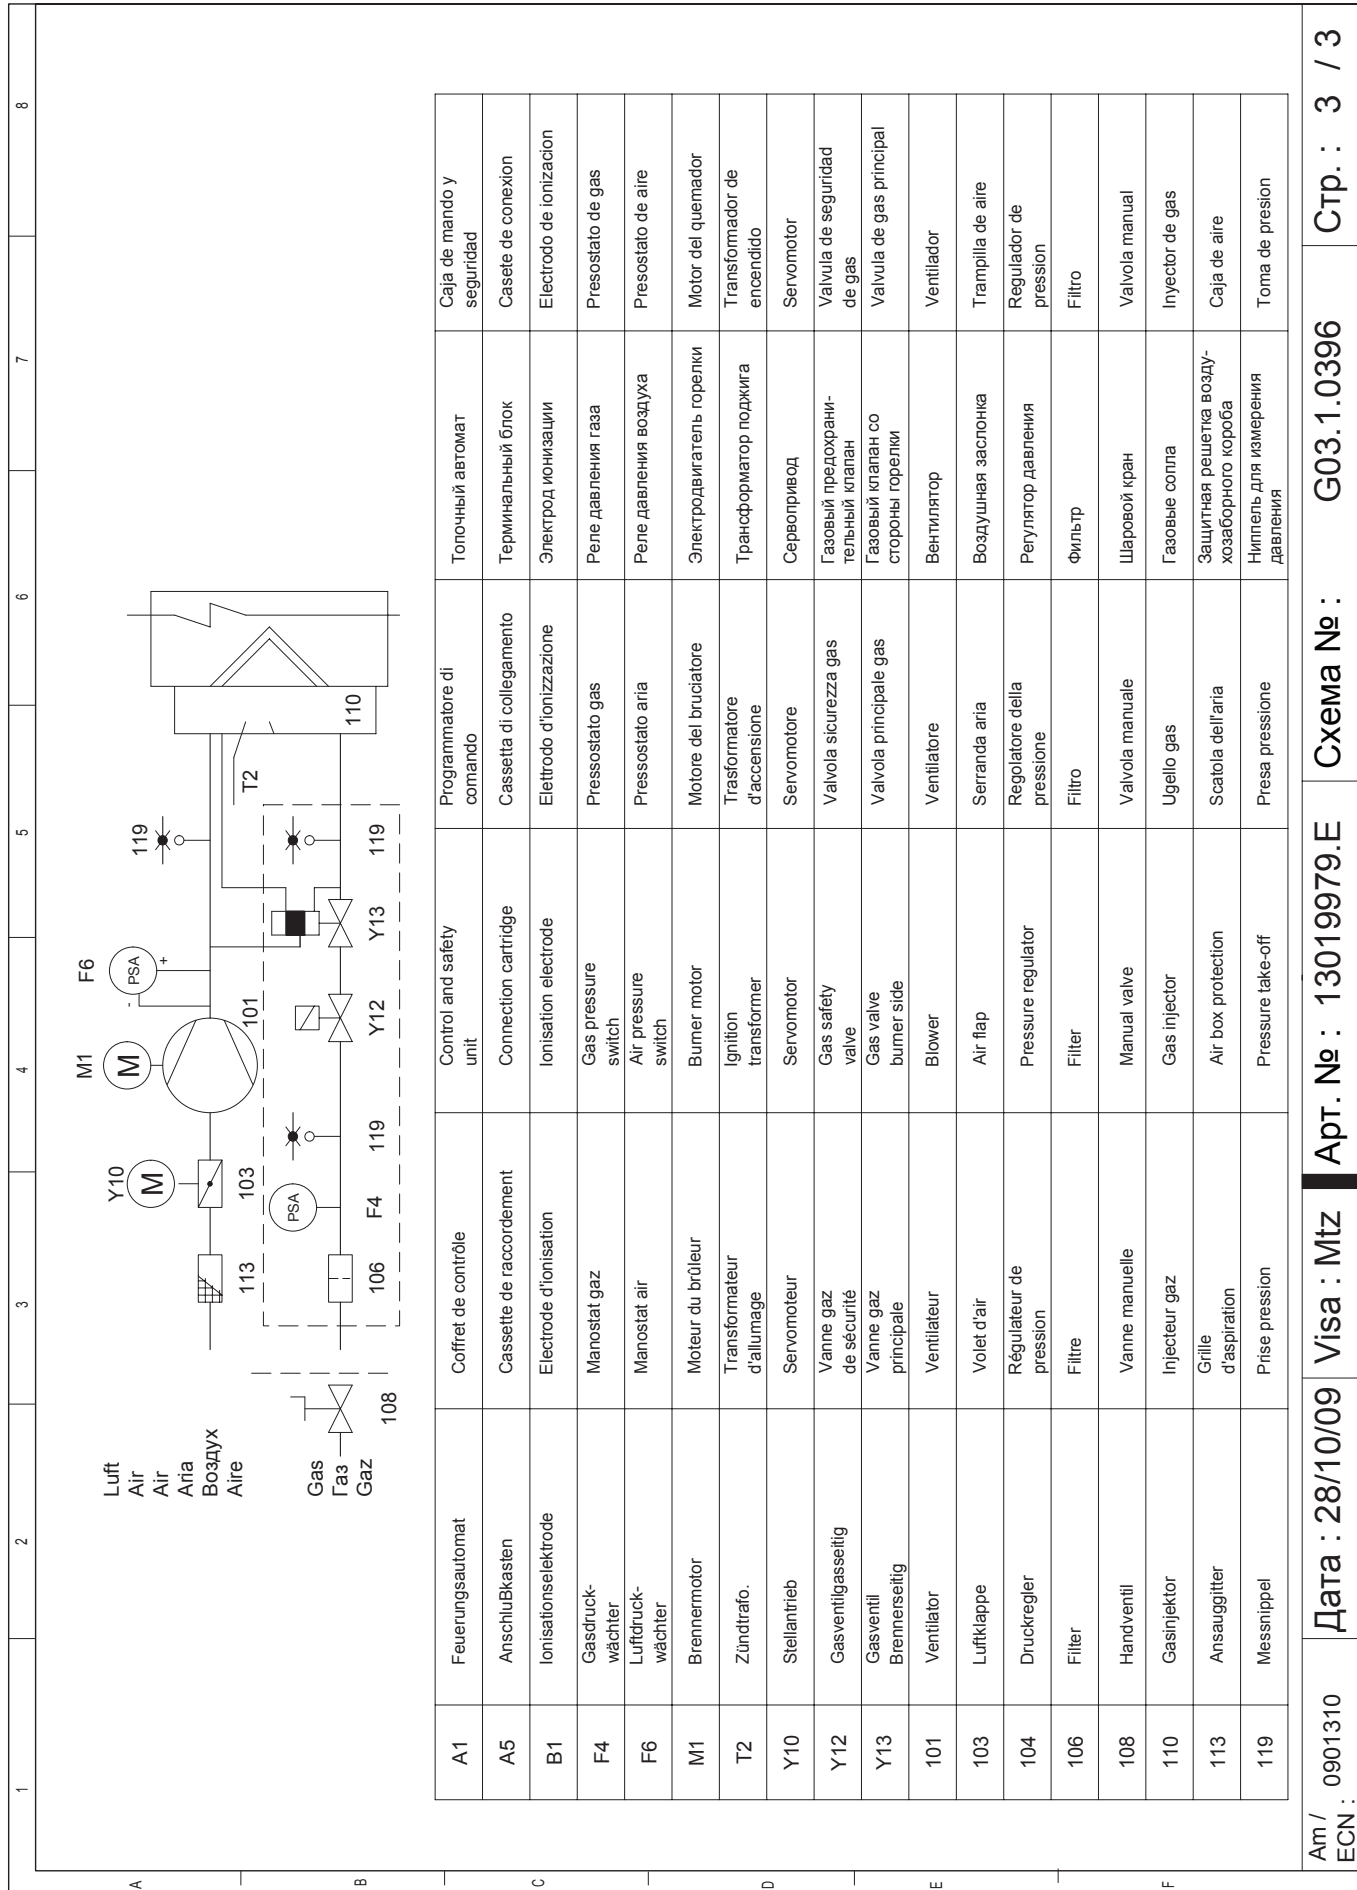 1 2 3 4 5 6 7 8
A
B
C
D
E
F
Luft
Air
Air
Aria
Воздух
Aire
Gas
Газ
Gaz
108
113
106
Y10
M
103
PSA
F4
119
M1
M
101
F6
PSA
-
+
Y12
Y13
119
119
T2
110
A1 Feuerungsautomat Coffret de contrôle Control and safety
unit Programmatore di
comando Топочный автомат Caja de mando y
seguridad
A5 AnschluBkasten Cassette de raccordement Connection cartridge Cassetta di collegamento Терминальный блок Casete de conexion
B1 Ionisationselektrode Electrode d'ionisation Ionisation electrode Elettrodo d'ionizzazione Электрод ионизации Electrodo de ionizacion
F4 Gasdruck-
wächter Manostat gaz Gas pressure
switch Pressostato gas Реле давления газа Presostato de gas
F6 Luftdruck-
wächter Manostat air Air pressure
switch Pressostato aria Реле давления воздуха Presostato de aire
M1 Brennermotor Moteur du brûleur Burner motor Motore del bruciatore Электродвигатель горелки Motor del quemador
T2 Zündtrafo. Transformateur
d'allumage Ignition
transformer Trasformatore
d'accensione Трансформатор поджига Transformador de
encendido
Y10 Stellantrieb Servomoteur Servomotor Servomotore Сервопривод Servomotor
Y12 Gasventilgasseitig Vanne gaz
de sécurité Gas safety
valve Valvola sicurezza gas Газовый предохрани-
тельный клапан Valvula de seguridad
de gas
Y13 Gasventil
Brennerseitig Vanne gaz
principale Gas valve
burner side Valvola principale gas Газовый клапан со
стороны горелки Valvula de gas principal
101 Ventilator Ventilateur Blower Ventilatore Вентилятор Ventilador
103 Luftklappe Volet d'air Air flap Serranda aria Воздушная заслонка Trampilla de aire
104 Druckregler Régulateur de
pression Pressure regulator Regolatore della
pressione Регулятор давления Regulador de
pression
106 Filter Filtre Filter Filtro Фильтр Filtro
108 Handventil Vanne manuelle Manual valve Valvola manuale Шаровой кран Valvola manual
110 Gasinjektor Injecteur gaz Gas injector Ugello gas Газовые сопла Inyector de gas
113 Ansauggitter Grille
d'aspiration Air box protection Scatola dell'aria Защитная решетка возду-
хозаборного короба Caja de aire
119 Messnippel Prise pression Pressure take-off Presa pressione Ниппель для измерения
давления Toma de presion
Am /
ECN : 0901310
Дата : 28/10/09 Visa : Mtz Арт. № : 13019979.E Схема № : G03.1.0396 Стр. : 3 / 3